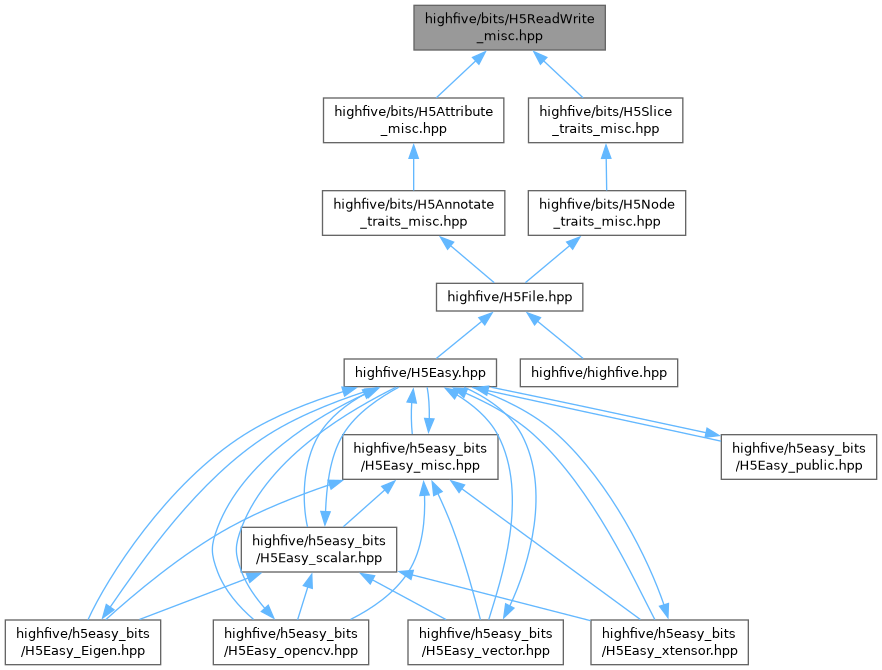 highfive/bits/H5ReadWrite
_misc.hpp
highfive/bits/H5Attribute
_misc.hpp
highfive/bits/H5Slice
_traits_misc.hpp
highfive/bits/H5Annotate
_traits_misc.hpp
highfive/bits/H5Node
_traits_misc.hpp
highfive/H5File.hpp
highfive/H5Easy.hpp
highfive/highfive.hpp
highfive/h5easy_bits
/H5Easy_misc.hpp
highfive/h5easy_bits
/H5Easy_public.hpp
highfive/h5easy_bits
/H5Easy_scalar.hpp
highfive/h5easy_bits
/H5Easy_Eigen.hpp
highfive/h5easy_bits
/H5Easy_opencv.hpp
highfive/h5easy_bits
/H5Easy_vector.hpp
highfive/h5easy_bits
/H5Easy_xtensor.hpp